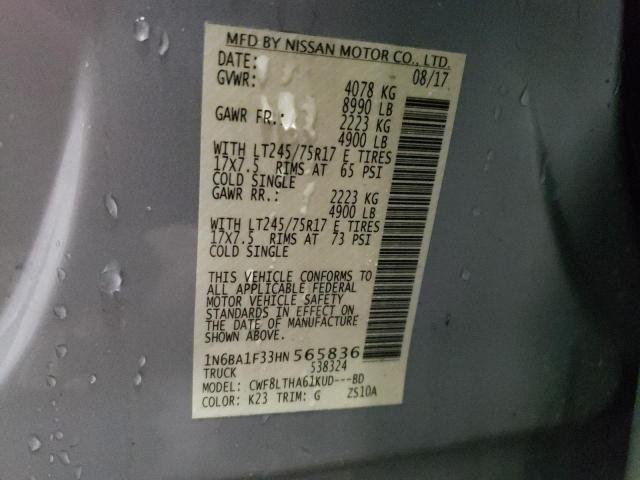 MFD BY NISSAN MOTOR CO., LTD.
DATE: 08/17
GVWR: 4078 KG
8990 LB
GAWR FR.: 2223 KG
4900 LB
WITH LT245/75R17 E TIRES
17X7.5 RIMS AT 65 PSI
COLD SINGLE
GAWR RR.: 2223 KG
4900 LB
WITH LT245/75R17 E TIRES
17X7.5 RIMS AT 73 PSI
COLD SINGLE
THIS VEHICLE CONFORMS TO
ALL APPLICABLE FEDERAL
MOTOR VEHICLE SAFETY
STANDARDS IN EFFECT ON
THE DATE OF MANUFACTURE
SHOWN ABOVE.
1N6BA1F33HN 565836
TRUCK 538324
MODEL: CWF8LTHA61KUD---BD
COLOR: K23 TRIM: G ZS10A